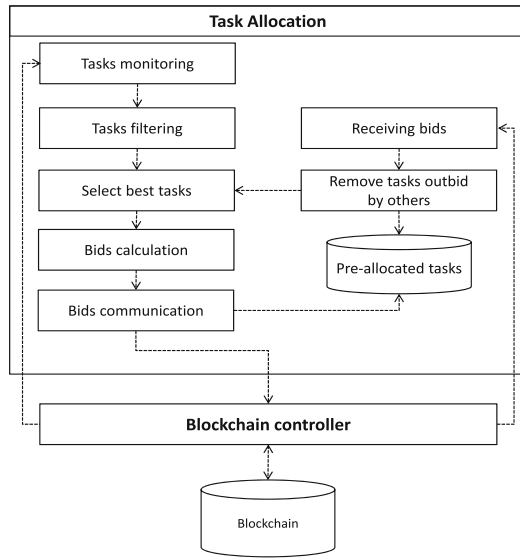 Task Allocation
Tasks monitoring
Tasks filtering
Receiving bids
Select best tasks
Remove tasks outbid
by others
Bids calculation
Pre-allocated tasks
Bids communication
Blockchain controller
Blockchain